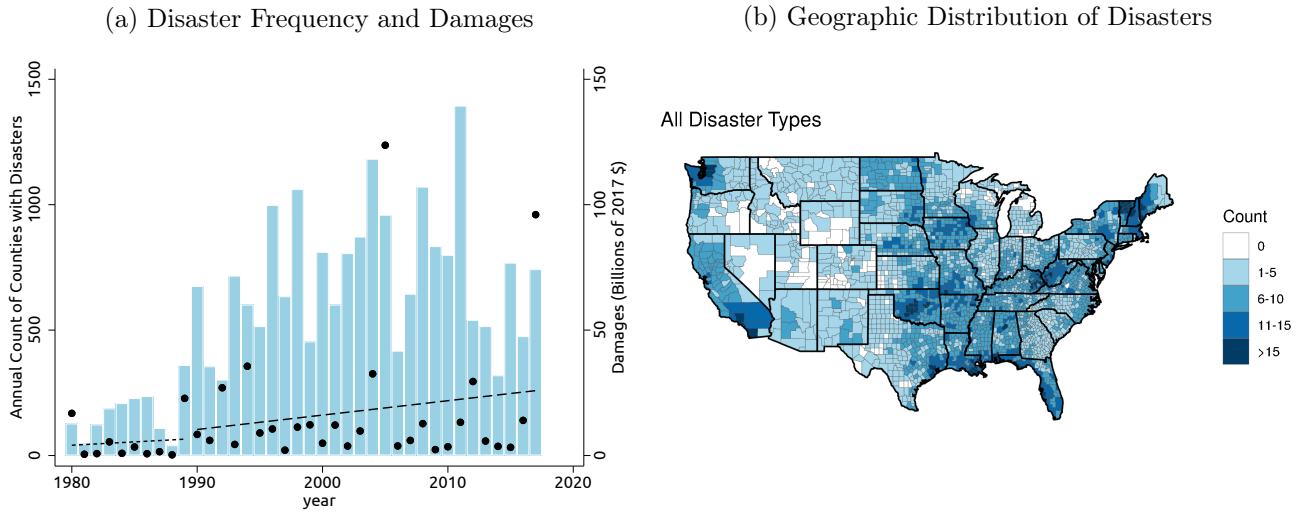 (a) Disaster Frequency and Damages
Annual Count of Counties with Disasters
1500
1000
500
0
150
100
50
0
Damages (Billions of 2017 $)
1980
1990
2000
2010
2020
year
(b) Geographic Distribution of Disasters
All Disaster Types
Count
0
1-5
6-10
11-15
>15